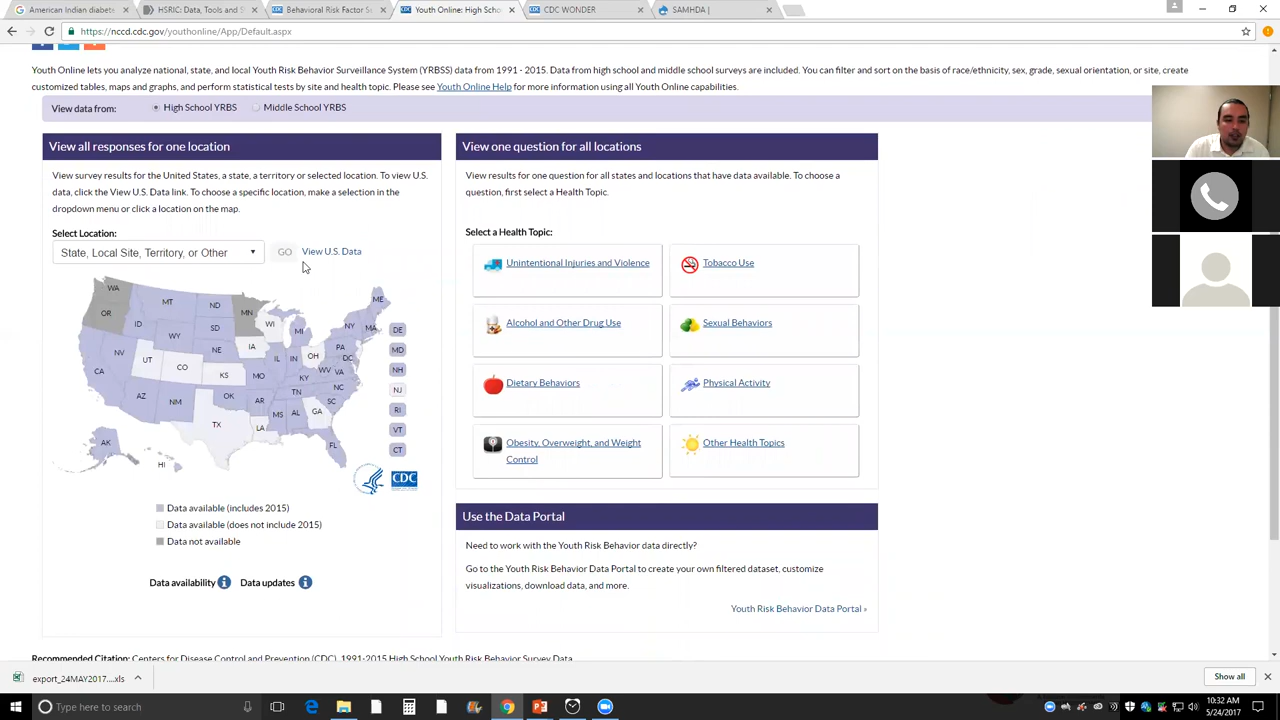 American Indian diabete
HSRIC: Data, Tools and S
Behavioral Risk Factor Su
Youth Online: High Scho
CDC WONDER
SAMHDA |
https://nccd.cdc.gov/youthonline/App/Default.aspx
Youth Online lets you analyze national, state, and local Youth Risk Behavior Surveillance System (YRBSS) data from 1991 - 2015. Data from high school and middle school surveys are included. You can filter and sort on the basis of race/ethnicity, sex, grade, sexual orientation, or site, create
customized tables, maps and graphs, and perform statistical tests by site and health topic. Please see Youth Online Help for more information using all Youth Online capabilities.
View data from: High School YRBS Middle School YRBS
View all responses for one location
View survey results for the United States, a state, a territory or selected location. To view U.S.
data, click the View U.S. Data link. To choose a specific location, make a selection in the
dropdown menu or click a location on the map.
Select Location:
State, Local Site, Territory, or Other GO View U.S. Data
WA
OR
MT
ID
ND
SD
MN
WI
MI
ME
NY
MA
WY
NE
IA
NV
UT
CO
KS
CA
AZ
NM
OK
TX
MO
AR
LA
IL
IN
OH
PA
DC
WV
VA
KY
NC
TN
SC
MS
AL
GA
FL
AK
HI
DE
MD
NH
NJ
RI
VT
CT
CDC
Data available (includes 2015)
Data available (does not include 2015)
Data not available
Data availability
Data updates
View one question for all locations
View results for one question for all states and locations that have data available. To choose a
question, first select a Health Topic.
Select a Health Topic:
Unintentional Injuries and Violence
Tobacco Use
Alcohol and Other Drug Use
Sexual Behaviors
Dietary Behaviors
Physical Activity
Obesity, Overweight, and Weight
Control
Other Health Topics
Use the Data Portal
Need to work with the Youth Risk Behavior data directly?
Go to the Youth Risk Behavior Data Portal to create your own filtered dataset, customize
visualizations, download data, and more.
Youth Risk Behavior Data Portal »
Recommended Citation: Centers for Disease Control and Prevention (CDC). 1991-2015 High School Youth Risk Behavior Survey Data.
export_24MAY2017....xls
Show all
Type here to search
10:32 AM
5/24/2017